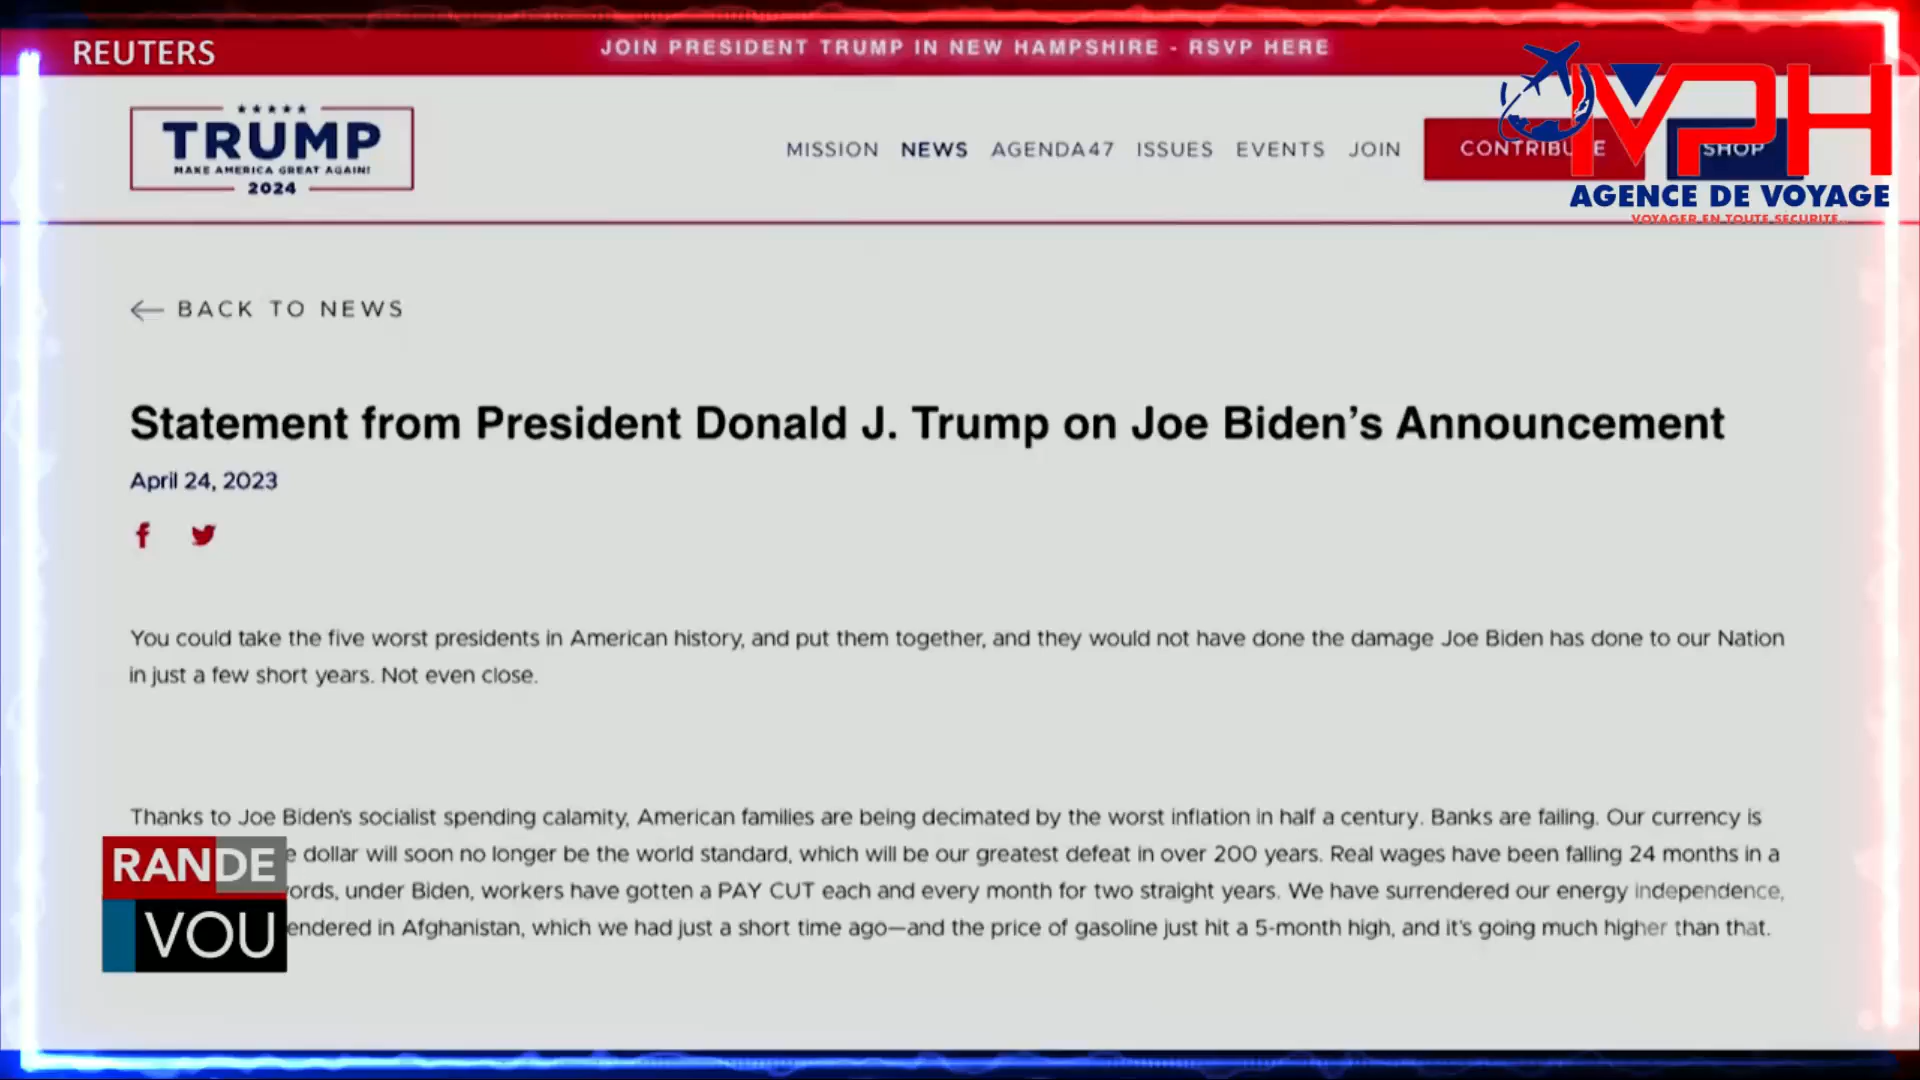 REUTERS
JOIN PRESIDENT TRUMP IN NEW HAMPSHIRE - RSVP HERE
TRUMP
MAKE AMERICA GREAT AGAIN!
2024
MISSION NEWS AGENDA47 ISSUES EVENTS JOIN CONTRIBUTE SHOP
JVPH
AGENCE DE VOYAGE
VOYAGER EN TOUTE SECURITE...
BACK TO NEWS
Statement from President Donald J. Trump on Joe Biden's Announcement
April 24, 2023
You could take the five worst presidents in American history, and put them together, and they would not have done the damage Joe Biden has done to our Nation
in just a few short years. Not even close.
Thanks to Joe Biden's socialist spending calamity, American families are being decimated by the worst inflation in half a century. Banks are failing. Our currency is
dollar will soon no longer be the world standard, which will be our greatest defeat in over 200 years. Real wages have been falling 24 months in a
under Biden, workers have gotten a PAY CUT each and every month for two straight years. We have surrendered our energy independence,
in Afghanistan, which we had just a short time ago—and the price of gasoline just hit a 5-month high, and it's going much higher than that.
RANDE
VOU